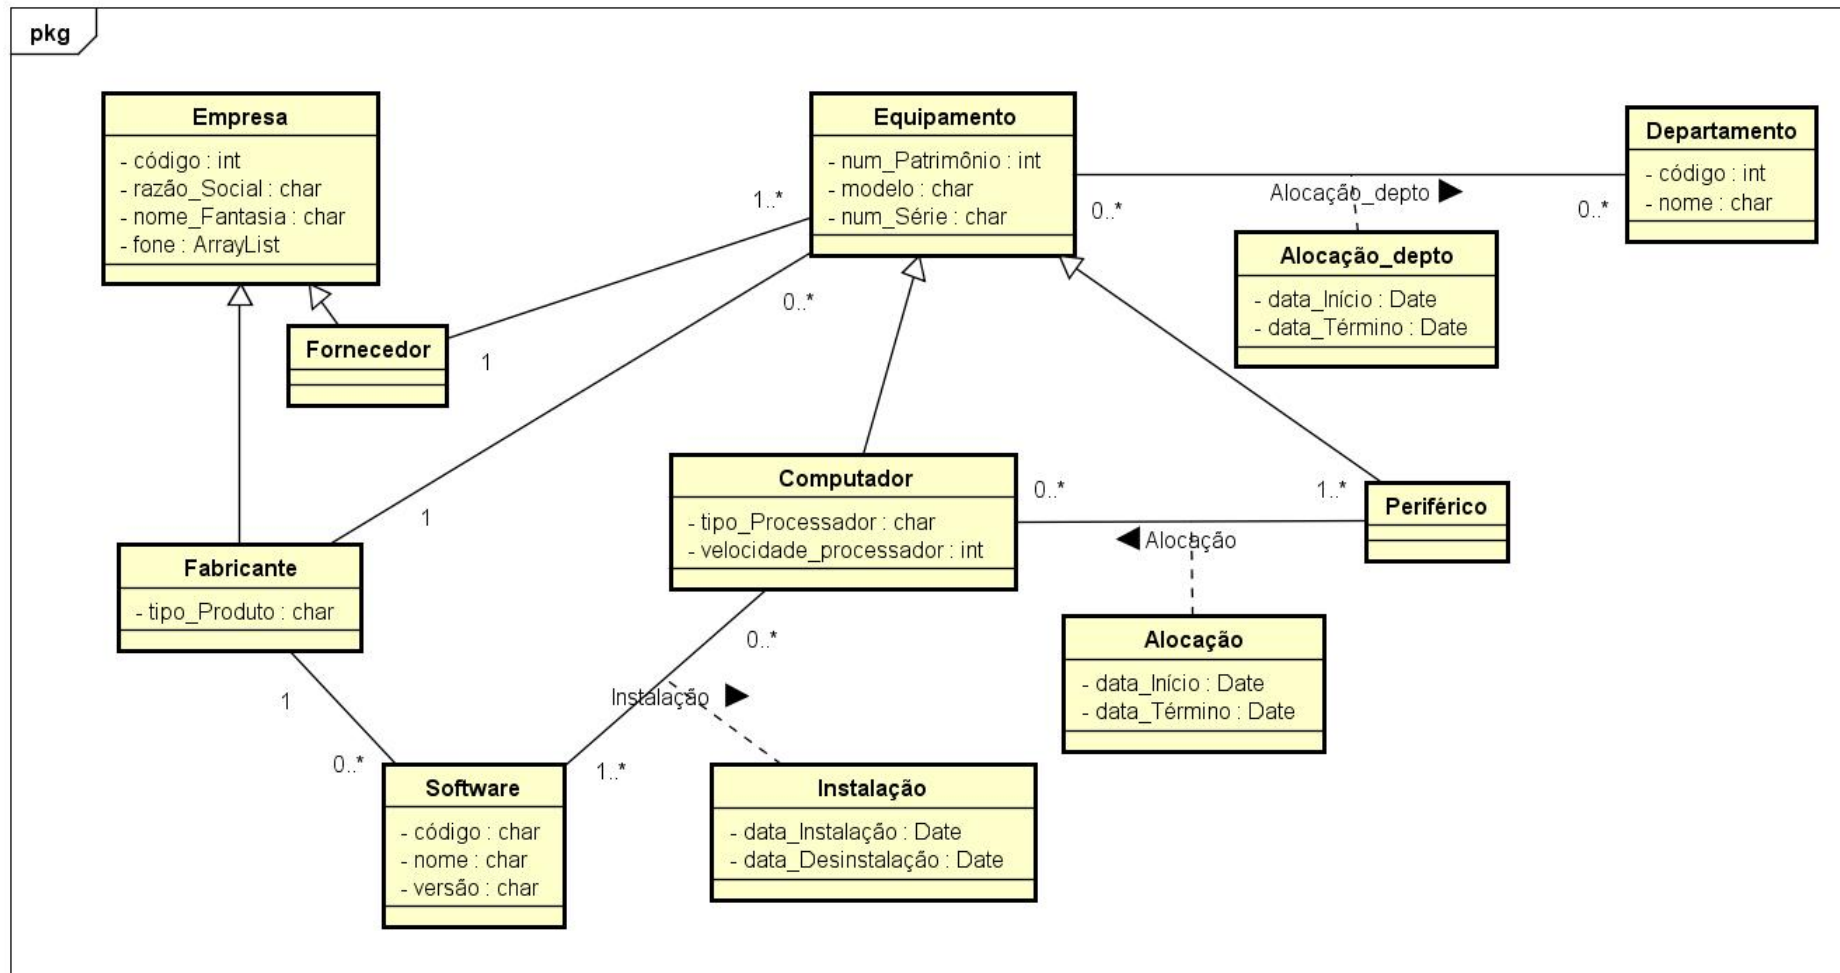 pkg
Empresa
- código : int
- razão_Social : char
- nome_Fantasia : char
- fone : ArrayList
Equipamento
- num_Patrimônio : int
- modelo : char
- num_Série : char
Departamento
- código : int
- nome : char
1..*
0..*
Alocação_depto
0..*
Alocação_depto
- data_Início : Date
- data_Término : Date
0..*
Fornecedor
1
Computador
- tipo_Processador : char
- velocidade_processador : int
0..*
1..*
Periférico
1
Alocação
Fabricante
- tipo_Produto : char
0..*
Alocação
- data_Início : Date
- data_Término : Date
1
Instalação
0..*
1..*
Software
- código : char
- nome : char
- versão : char
Instalação
- data_Instalação : Date
- data_Desinstalação : Date